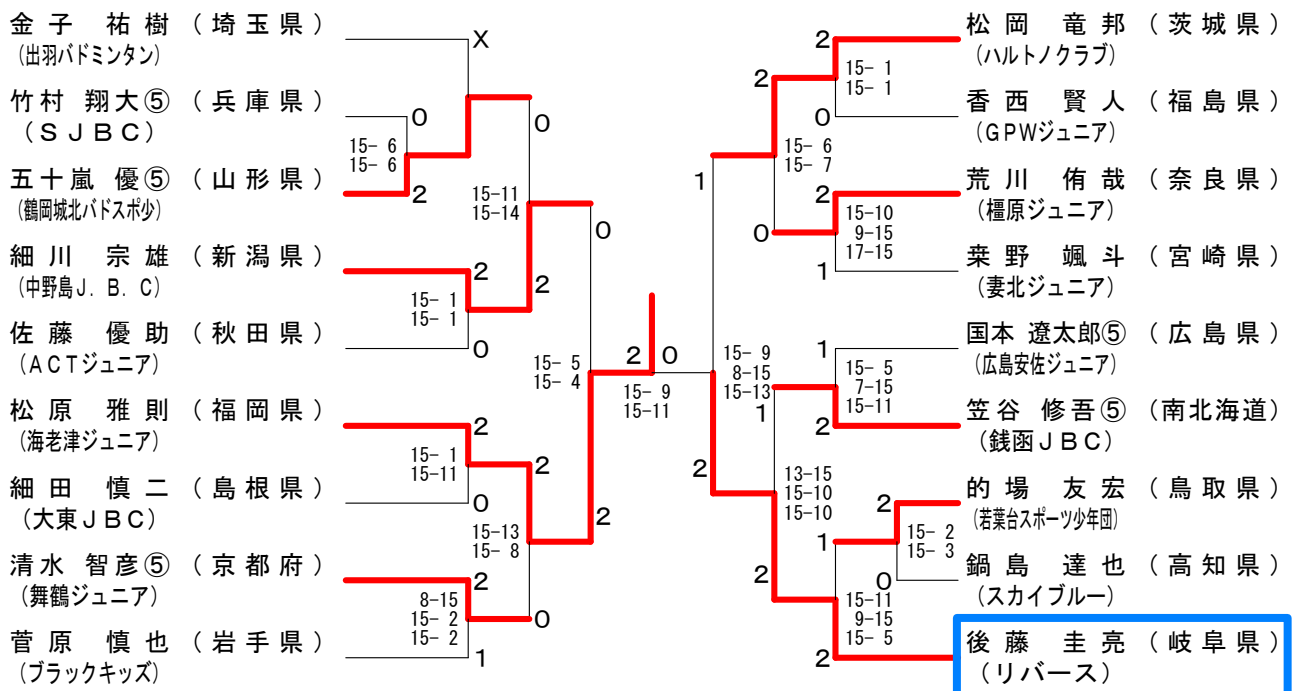 金子 祐樹 (埼玉県)
(出羽バドミンタン)
竹村 翔大⑤ (兵庫県)
(ＳＪＢＣ)
五十嵐 優⑤ (山形県)
(鶴岡城北バドスポ少)
細川 宗雄 (新潟県)
(中野島J. B. C)
佐藤 優助 (秋田県)
(ACTジュニア)
松原 雅則 (福岡県)
(海老津ジュニア)
細田 慎二 (島根県)
(大東ＪＢＣ)
清水 智彦⑤ (京都府)
(舞鶴ジュニア)
菅原 慎也 (岩手県)
(ブラックキッズ)
X
0
15- 6
15- 6
2
0
15-11
15-14
2
15- 1
15- 1
0
2
0
2
15- 1
15-11
0
2
15-13
15- 8
2
8-15
15- 2
15- 2
1
0
15- 5
15- 4
2
2 0
15- 9
15-11
1
15- 9
8-15
15-13
2
2
15- 6
15- 7
0
1
13-15
15-10
15-10
2
2
15- 1
15- 1
0
2
15-10
9-15
17-15
1
1
15- 5
7-15
15-11
2
2
15- 2
15- 3
0
1
15-11
9-15
15- 5
2
松岡 竜邦 (茨城県)
(ハルトノクラブ)
香西 賢人 (福島県)
(GPWジュニア)
荒川 侑哉 (奈良県)
(橿原ジュニア)
桒野 颯斗 (宮崎県)
(妻北ジュニア)
国本 遼太郎⑤ (広島県)
(広島安佐ジュニア)
笠谷 修吾⑤ (南北海道)
(銭函ＪＢＣ)
的場 友宏 (鳥取県)
(若葉台スポーツ少年団)
鍋島 達也 (高知県)
(スカイブルー)
後藤 圭亮 (岐阜県)
(リバース)